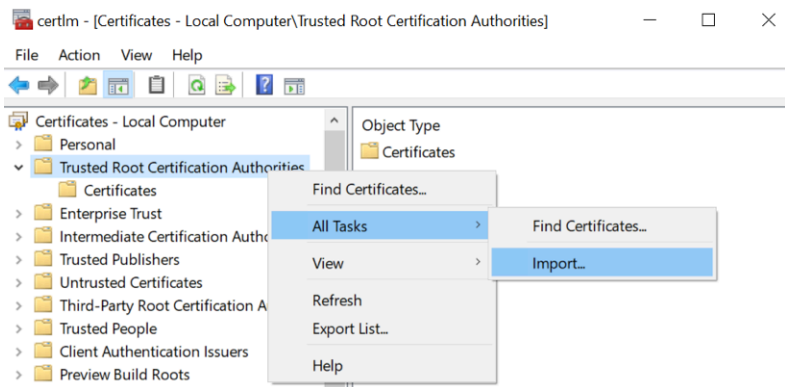 certlm - [Certificates - Local Computer\Trusted Root Certification Authorities]
File Action View Help
Certificates - Local Computer
Personal
Trusted Root Certification Authorities
Certificates
Enterprise Trust
Intermediate Certification Autho
Trusted Publishers
Untrusted Certificates
Third-Party Root Certification A
Trusted People
Client Authentication Issuers
Preview Build Roots
Object Type
Certificates
Find Certificates...
All Tasks
View
Refresh
Export List...
Help
Find Certificates...
Import...